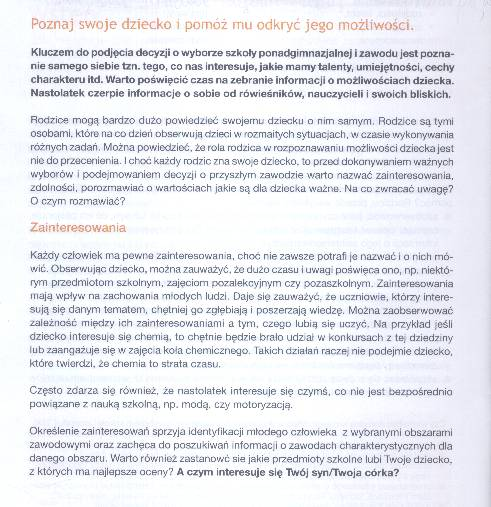 Poznaj swoje dziecko i pomóż mu odkryć jego możliwości.
Kluczem do podjęcia decyzji o wyborze szkoły ponadgimnazjalnej i zawodu jest pozna-
nie samego siebie tzn. tego, co nas interesuje, jakie mamy talenty, umiejętności, cechy
charakteru itd. Warto poświęcić czas na zebranie informacji o możliwościach dziecka.
Nastolatek czerpie informacje o sobie od rówieśników, nauczycieli i swoich bliskich.
Rodzice mogą bardzo dużo powiedzieć swojemu dziecku o nim samym. Rodzice są tymi
osobami, które na co dzień obserwują dzieci w rozmaitych sytuacjach, w czasie wykonywania
różnych zadań. Można powiedzieć, że rola rodzica w rozpoznawaniu możliwości dziecka jest
nie do przecenienia. I choć każdy rodzic zna swoje dziecko, to przed dokonywaniem ważnych
wyborów i podejmowaniem decyzji o przyszłym zawodzie warto nazwać zainteresowania,
zdolności, porozmawiać o wartościach jakie są dla dziecka ważne. Na co zwracać uwagę?
O czym rozmawiać?
Zainteresowania
Każdy człowiek ma pewne zainteresowania, choć nie zawsze potrafi je nazwać i o nich mó-
wić. Obserwując dziecko, można zauważyć, że dużo czasu i uwagi poświęca ono, np. niektó-
rym przedmiotom szkolnym, zajęciom pozalekcyjnym czy pozaszkolnym. Zainteresowania
mają wpływ na zachowania młodych ludzi. Daje się zauważyć, że uczniowie, którzy intere-
sują się danym tematem, chętniej go zgłębiają i poszerzają wiedzę. Można zaobserwować
zależność między ich zainteresowaniami a tym, czego lubią się uczyć. Na przykład jeśli
dziecko interesuje się chemią, to chętnie będzie brało udział w konkursach z tej dziedziny
lub zaangażuje się w zajęcia koła chemicznego. Takich działań raczej nie podejmie dziecko,
które twierdzi, że chemia to strata czasu.
Często zdarza się również, że nastolatek interesuje się czymś, co nie jest bezpośrednio
powiązane z nauką szkolną, np. modą, czy motoryzacją.
Określenie zainteresowań sprzyja identyfikacji młodego człowieka z wybranymi obszarami
zawodowymi oraz zachęca do poszukiwań informacji o zawodach charakterystycznych dla
danego obszaru. Warto również zastanowić sie jakie przedmioty szkolne lubi Twoje dziecko,
z których ma najlepsze oceny? A czym interesuje się Twój syn/Twoja córka?